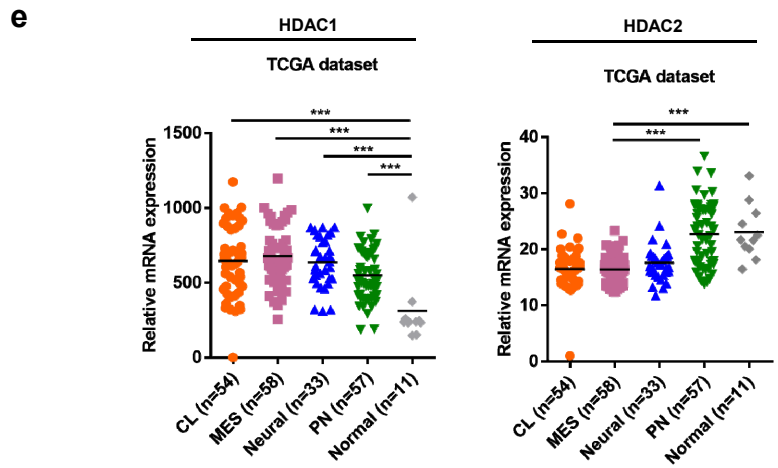 e
HDAC1
TCGA dataset
***
***
***
***
Relative mRNA expression
1500
1000
500
0
CL (n=54)
MES (n=58)
Neural (n=33)
PN (n=57)
Normal (n=11)
HDAC2
TCGA dataset
***
***
Relative mRNA expression
40
30
20
10
0
CL (n=54)
MES (n=58)
Neural (n=33)
PN (n=57)
Normal (n=11)